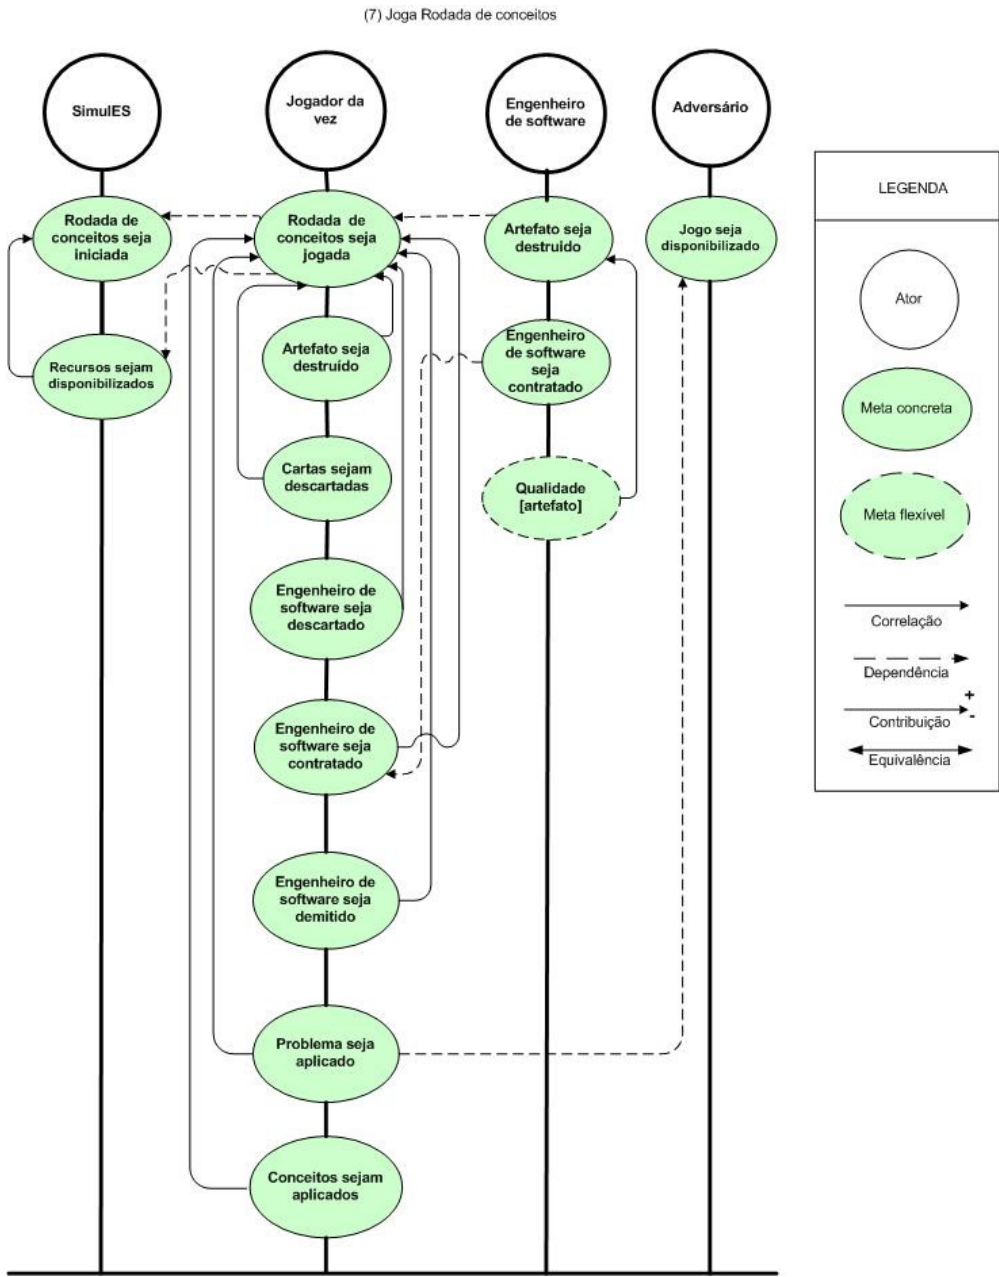 (7) Joga Rodada de conceitos
SimulES
Jogador da
vez
Engenheiro
de software
Adversário
Rodada de
conceitos seja
iniciada
Recursos sejam
disponibilizados
Rodada de
conceitos seja
jogada
Artefato seja
destruído
Cartas sejam
descartadas
Engenheiro de
software seja
descartado
Engenheiro de
software seja
contratado
Engenheiro de
software seja
demitido
Problema seja
aplicado
Conceitos sejam
aplicados
Artefato seja
destruido
Engenheiro
de software
seja
contratado
Qualidade
[artefato]
Jogo seja
disponibilizado
LEGENDA
Ator
Meta concreta
Meta flexível
Correlação
Dependência
+
Contribuição
-
Equivalência